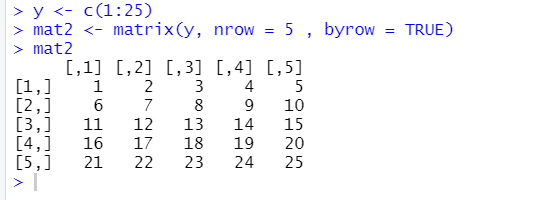 > y <- c(1:25)
> mat2 <- matrix(y, nrow = 5 , byrow = TRUE)
> mat2
     [,1] [,2] [,3] [,4] [,5]
[1,]    1    2    3    4    5
[2,]    6    7    8    9   10
[3,]   11   12   13   14   15
[4,]   16   17   18   19   20
[5,]   21   22   23   24   25
>